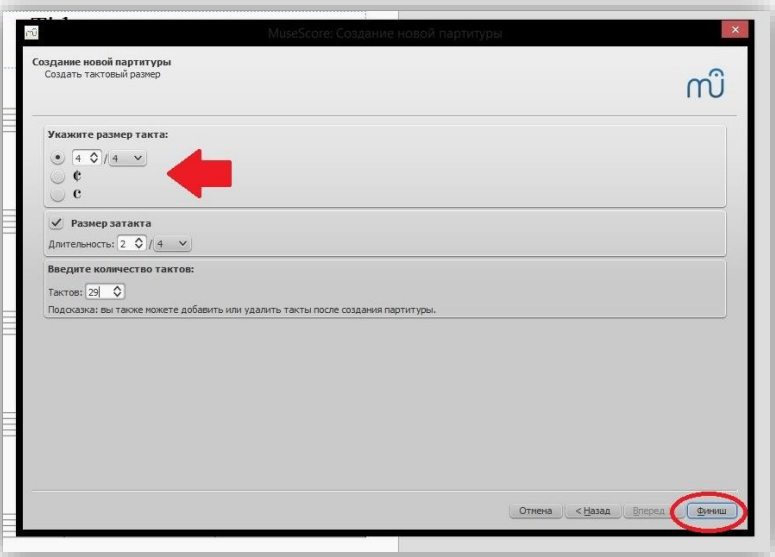 MuseScore: Создание новой партитуры
Создание новой партитуры
Создать тактовый размер
Укажите размер такта:
4 / 4
Размер затакта
Длительность: 2 / 4
Введите количество тактов:
Тактов: 29
Подсказка: вы также можете добавить или удалить такты после создания партитуры.
Отмена < Назад Вперед Финиш